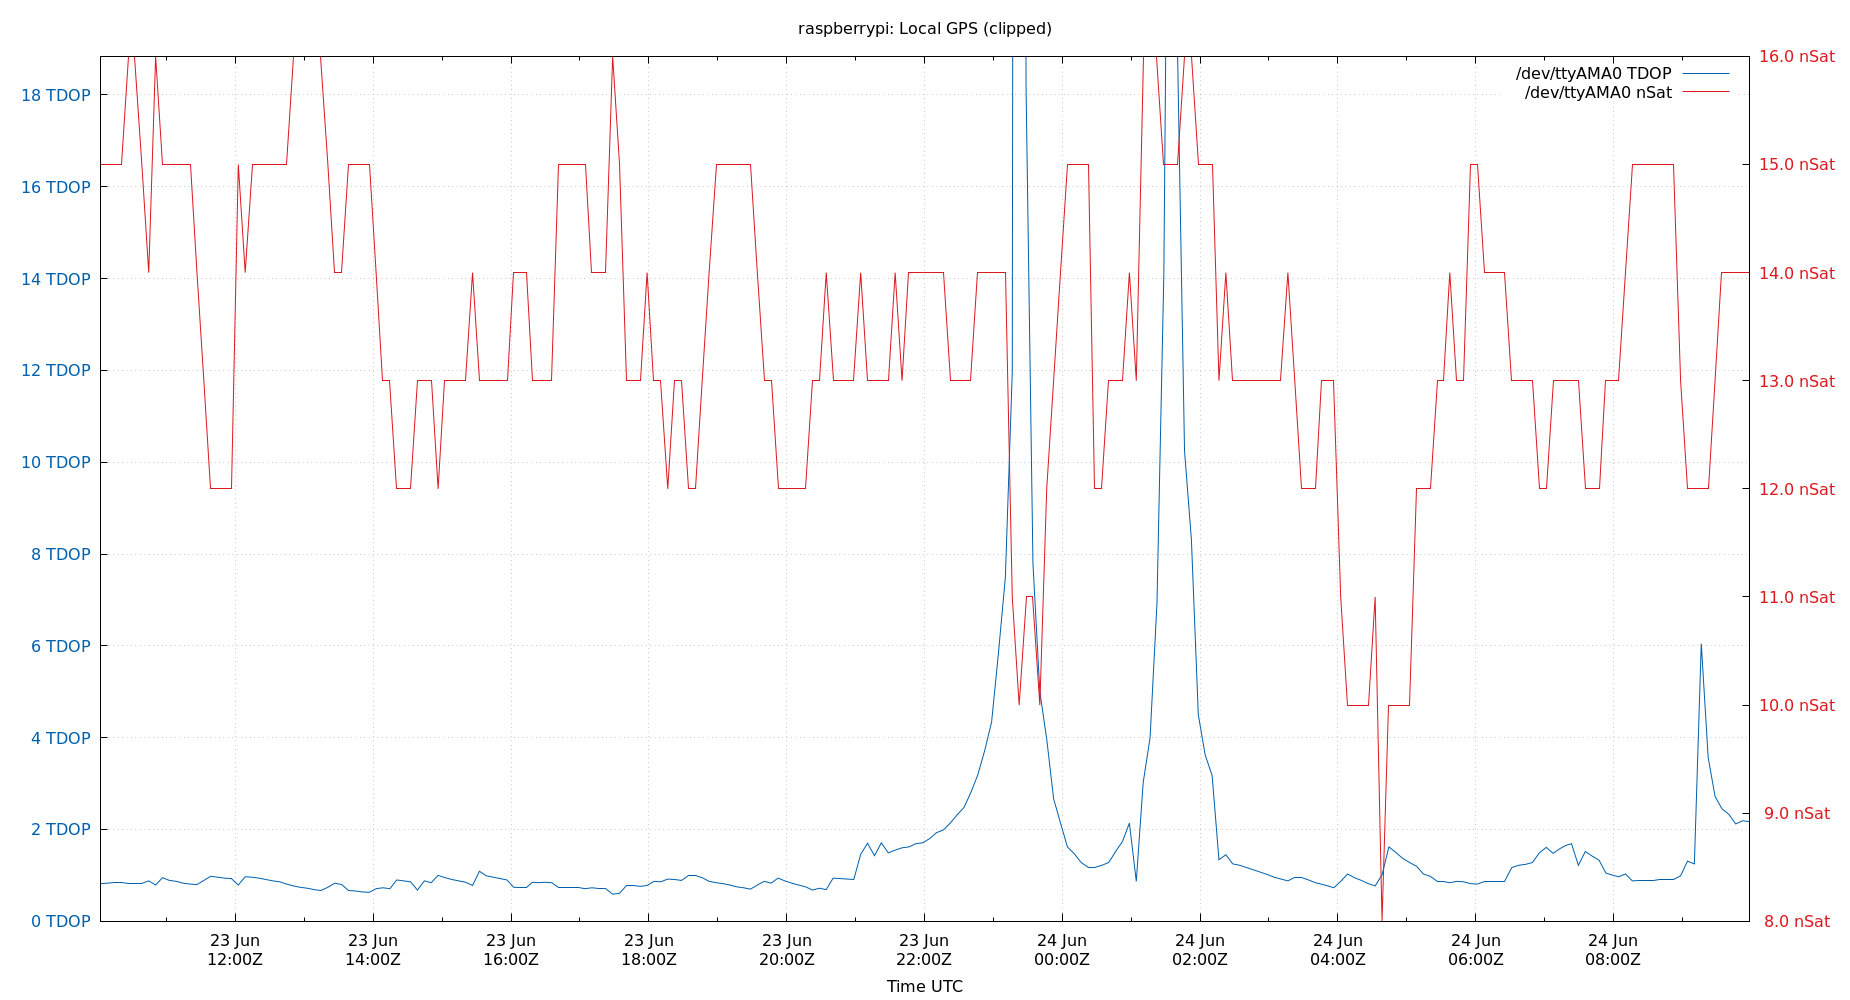 raspberrypi: Local GPS (clipped)
/dev/ttyAMA0 TDOP
/dev/ttyAMA0 nSat
18 TDOP
16 TDOP
14 TDOP
12 TDOP
10 TDOP
8 TDOP
6 TDOP
4 TDOP
2 TDOP
0 TDOP
16.0 nSat
15.0 nSat
14.0 nSat
13.0 nSat
12.0 nSat
11.0 nSat
10.0 nSat
9.0 nSat
8.0 nSat
23 Jun
12:00Z
23 Jun
14:00Z
23 Jun
16:00Z
23 Jun
18:00Z
23 Jun
20:00Z
23 Jun
22:00Z
24 Jun
00:00Z
24 Jun
02:00Z
24 Jun
04:00Z
24 Jun
06:00Z
24 Jun
08:00Z
Time UTC